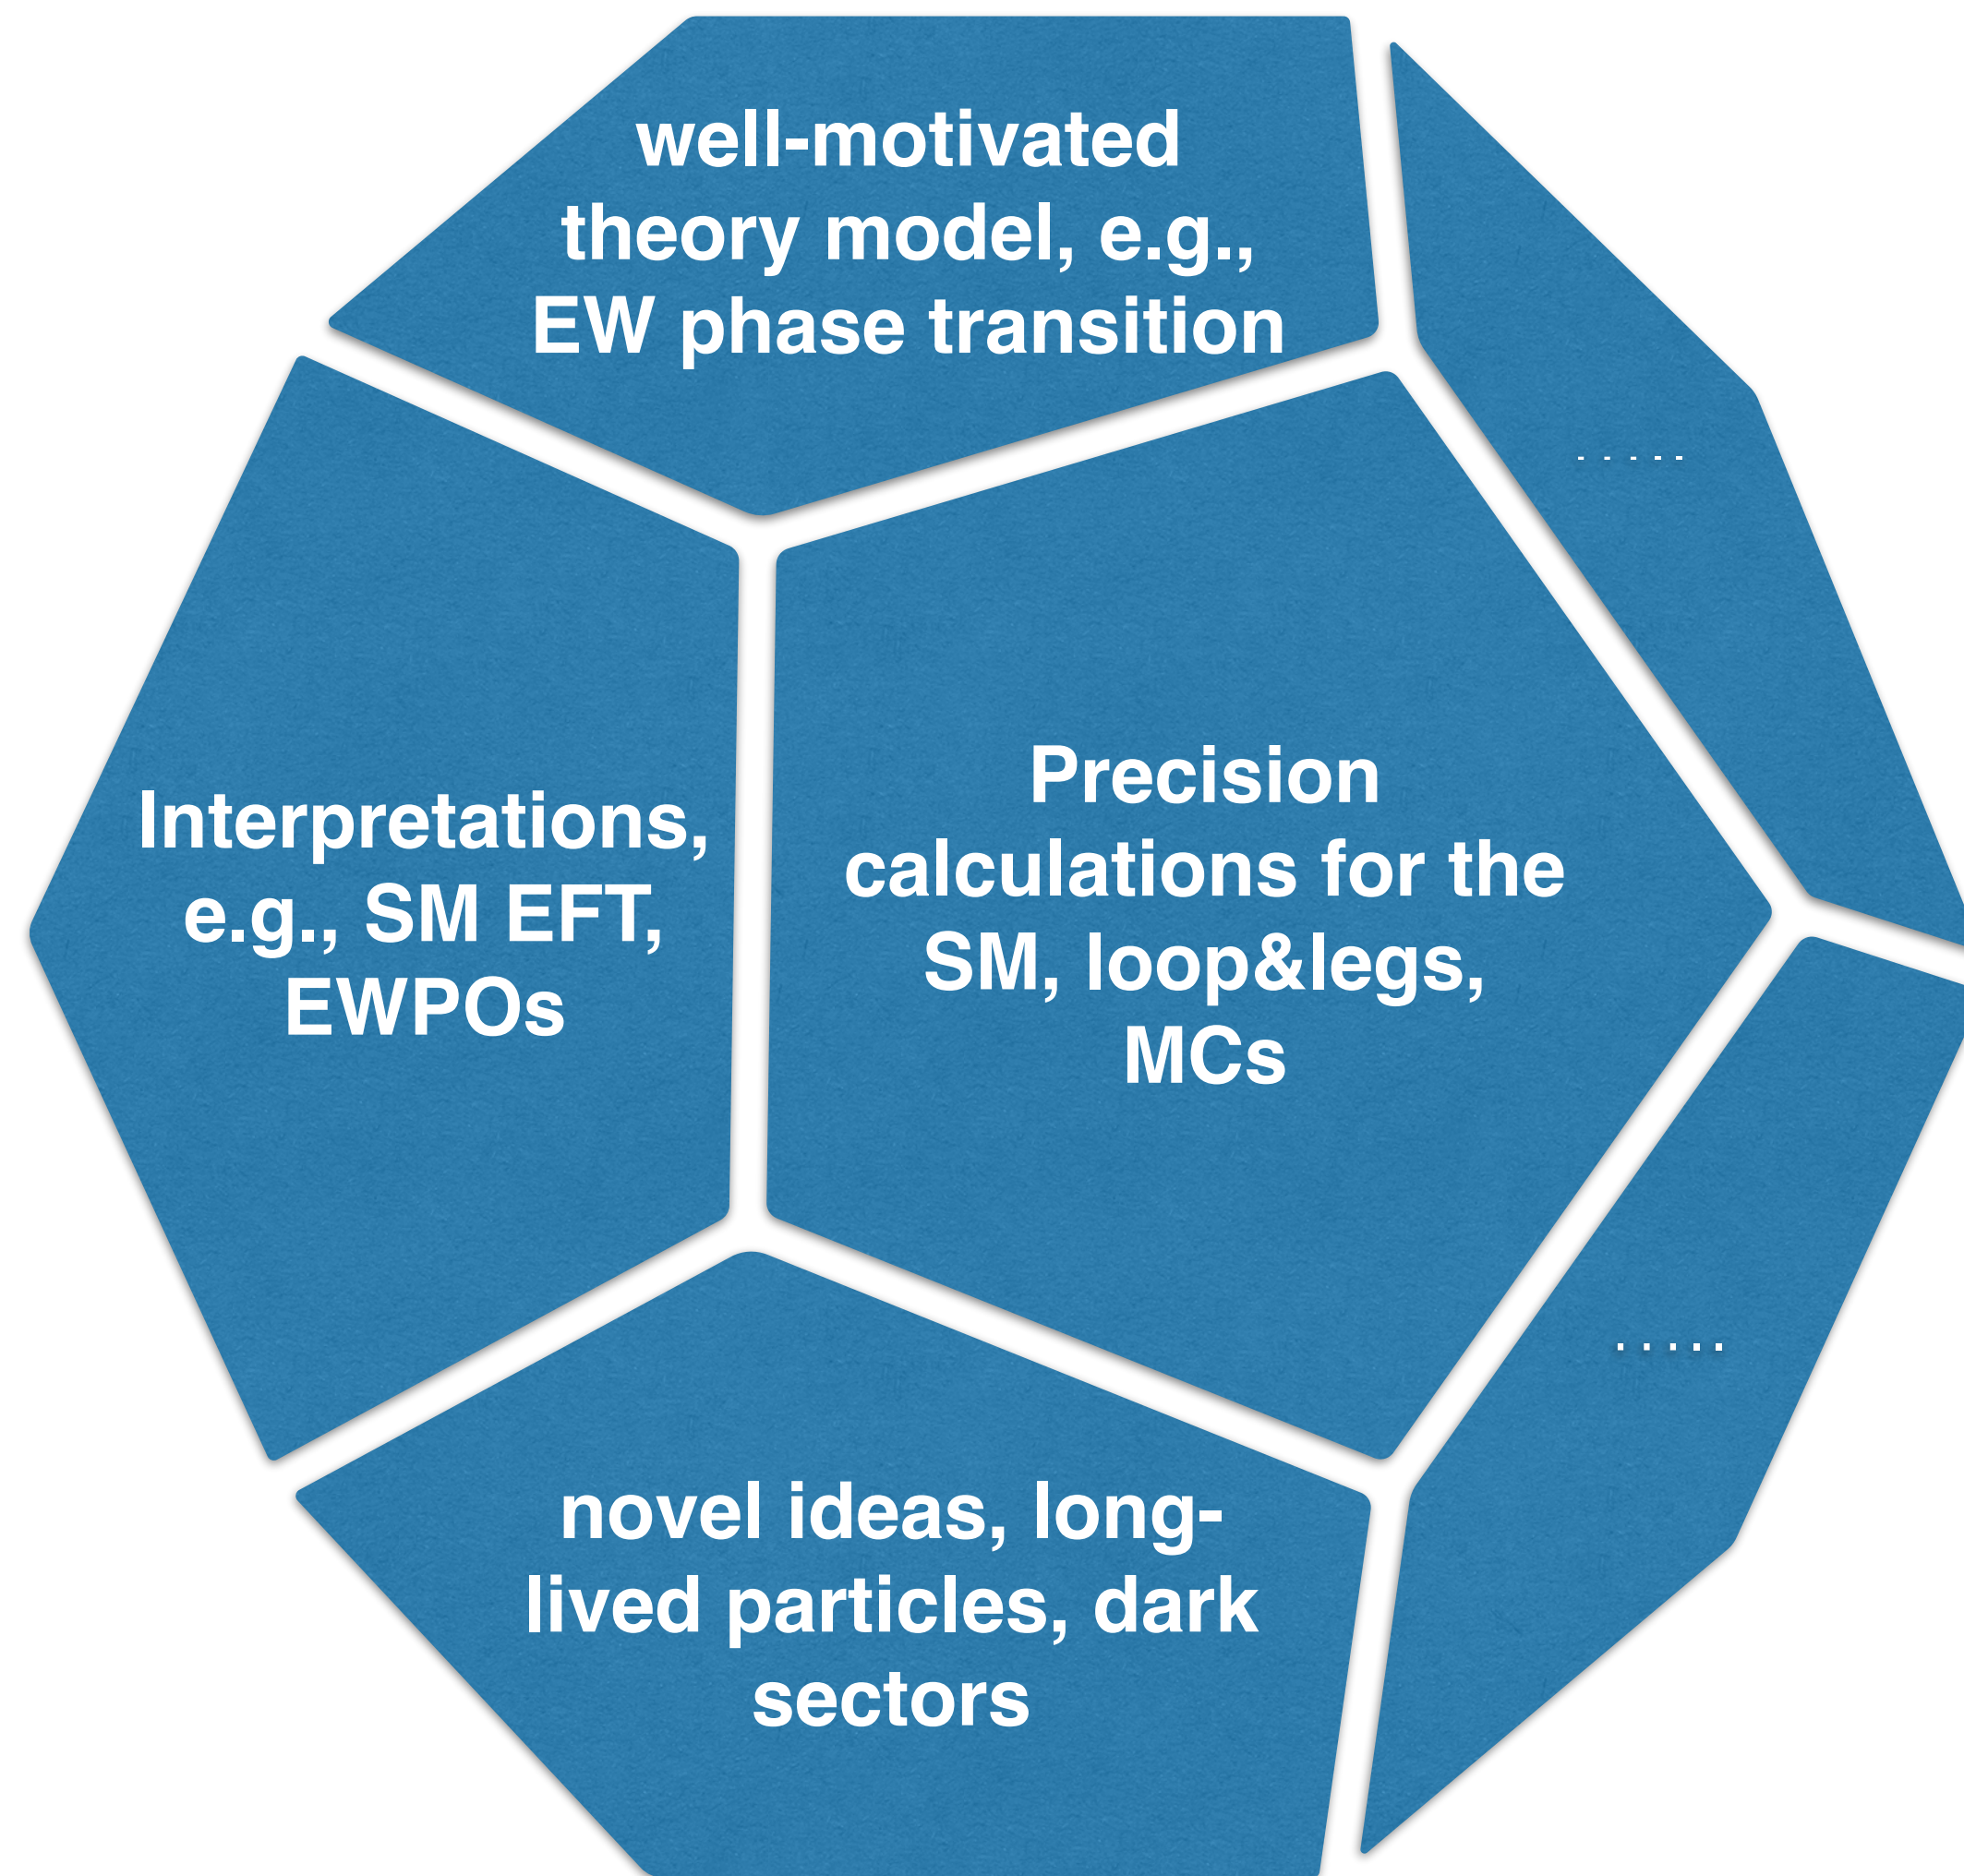 well-motivated
theory model, e.g.,
EW phase transition
.....
Interpretations,
e.g., SM EFT,
EWPOs
Precision
calculations for the
SM, loop&legs,
MCs
.....
novel ideas, long-
lived particles, dark
sectors